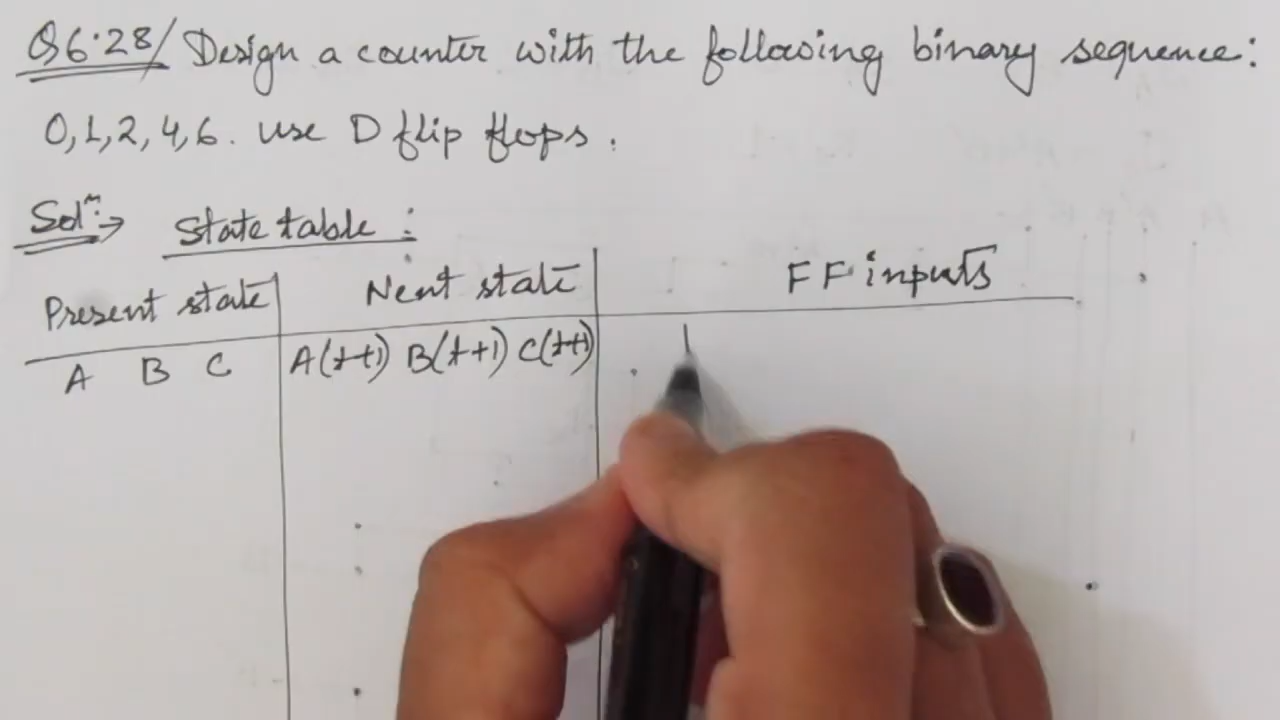 Q6.28/ Design a counter with the following binary sequence:
0,1,2,4,6. use D flip flops.
Solⁿ:→ State table:
Present state Next state FF inputs
A B C A(t+1) B(t+1) C(t+1)